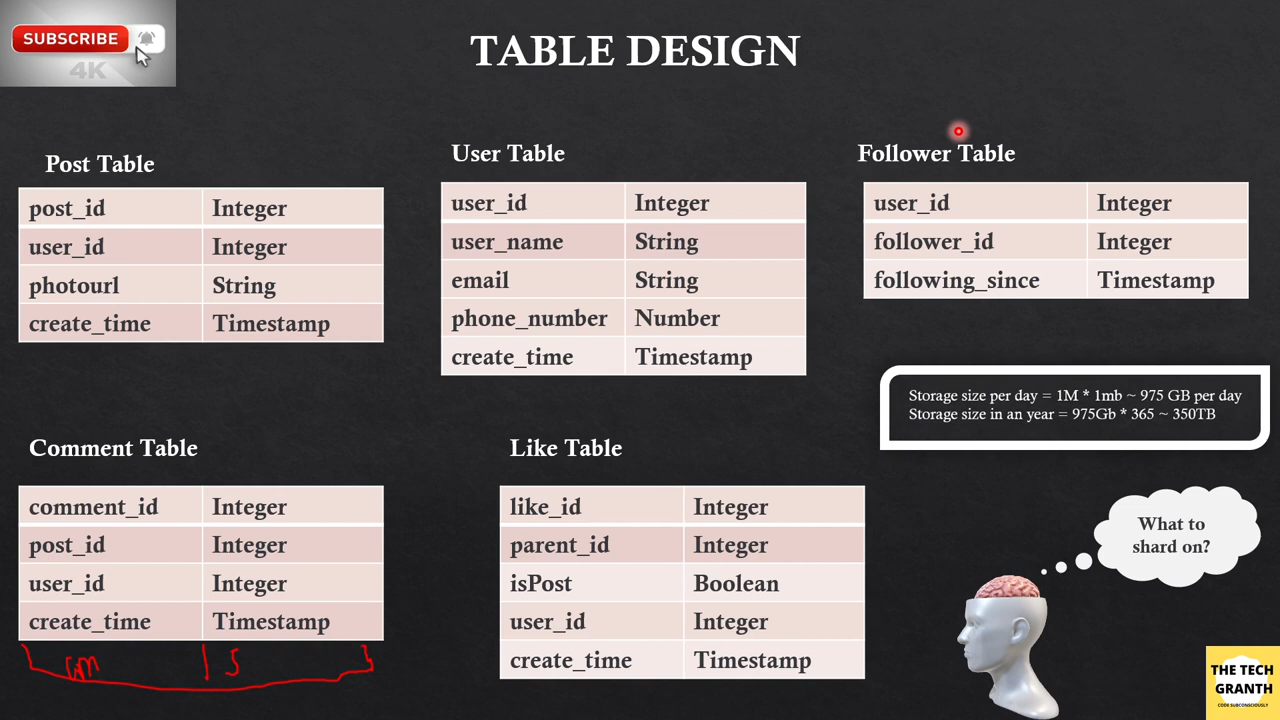 SUBSCRIBE
4K
TABLE DESIGN
Post Table
post_id Integer
user_id Integer
photourl String
create_time Timestamp
User Table
user_id Integer
user_name String
email String
phone_number Number
create_time Timestamp
Follower Table
user_id Integer
follower_id Integer
following_since Timestamp
Storage size per day = 1M * 1mb ~ 975 GB per day
Storage size in an year = 975Gb * 365 ~ 350TB
Comment Table
comment_id Integer
post_id Integer
user_id Integer
create_time Timestamp
Like Table
like_id Integer
parent_id Integer
isPost Boolean
user_id Integer
create_time Timestamp
What to
shard on?
THE TECH
GRANTH
CODE SUBCONSCIOUSLY